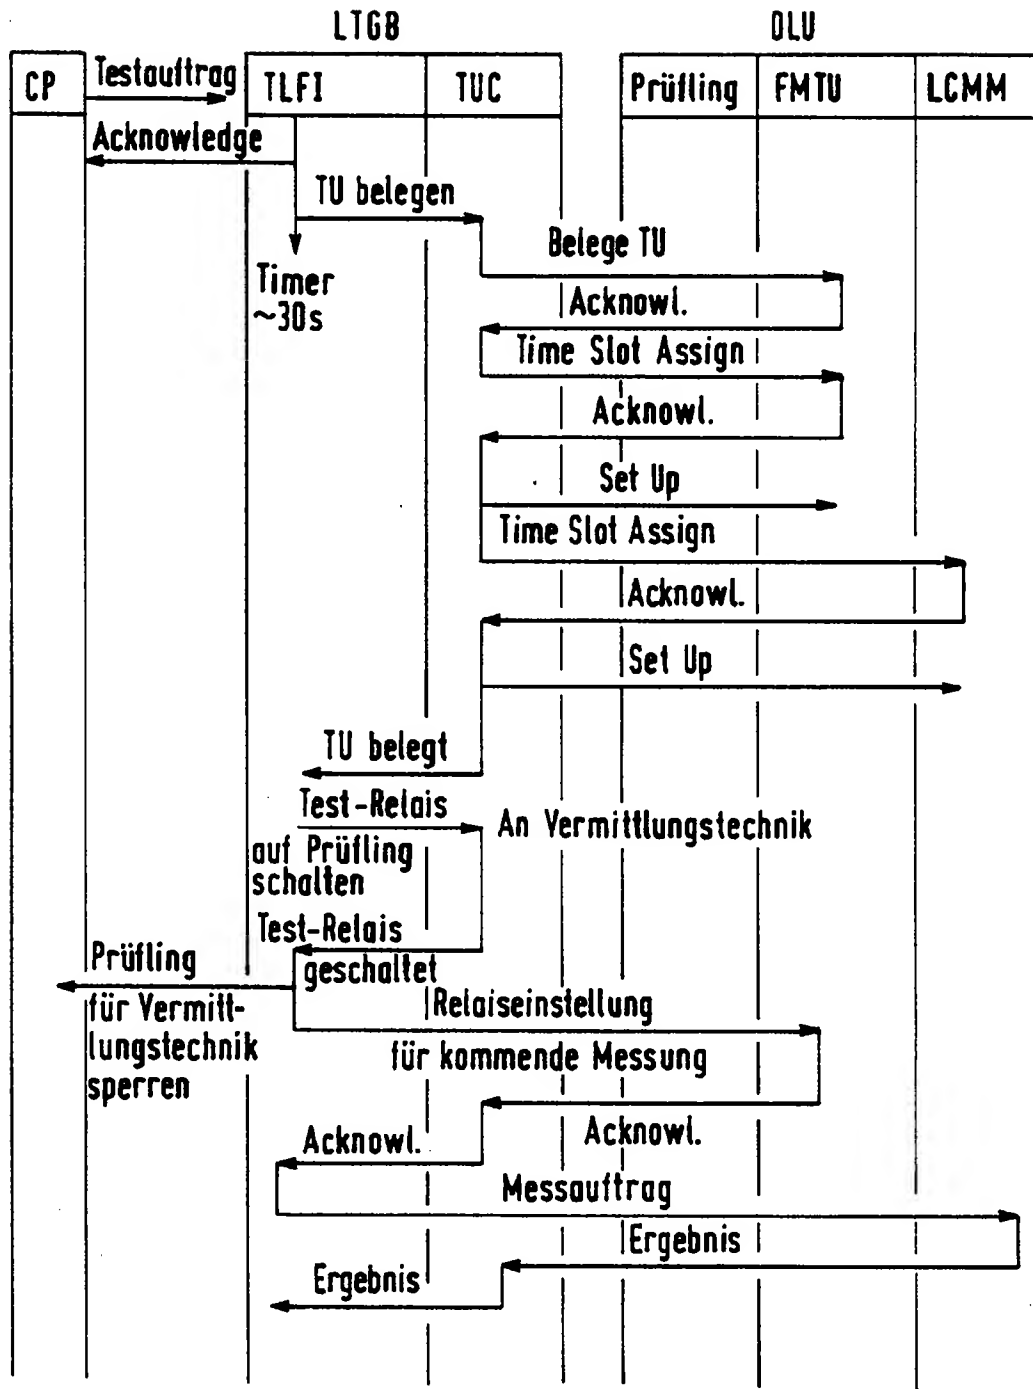 LTGB
DLU
CP
Testauftrag
TLFI
TUC
Prüfling
FMTU
LCMM
Acknowledge
TU belegen
Timer
~30s
Belege TU
Acknowl.
Time Slot Assign
Acknowl.
Set Up
Time Slot Assign
Acknowl.
Set Up
TU belegt
Test-Relais
auf Prüfling
schalten
An Vermittlungstechnik
Test-Relais
geschaltet
Prüfling
für Vermitt-
lungstechnik
sperren
Relaiseinstellung
für kommende Messung
Acknowl.
Acknowl.
Messauftrag
Ergebnis
Ergebnis